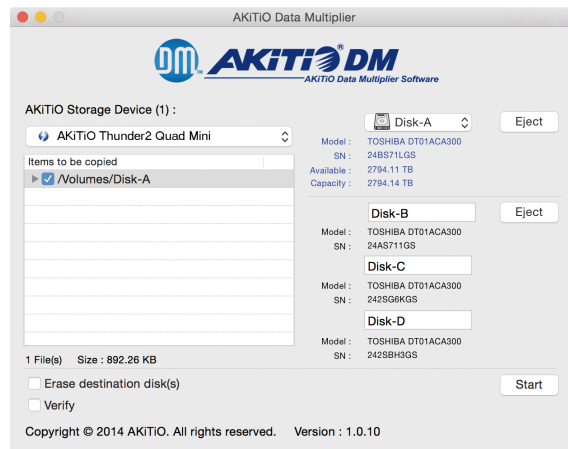 AKiTiO Data Multiplier
DM TM AKiTiO® DM
AKiTiO Data Multiplier Software
AKiTiO Storage Device (1) :
AKiTiO Thunder2 Quad Mini
Items to be copied
/Volumes/Disk-A
1 File(s) Size : 892.26 KB
Disk-A Eject
Model : TOSHIBA DT01ACA300
SN : 24BS71LGS
Available : 2794.11 TB
Capacity : 2794.14 TB
Disk-B Eject
Model : TOSHIBA DT01ACA300
SN : 24AS711GS
Disk-C
Model : TOSHIBA DT01ACA300
SN : 242SG6KGS
Disk-D
Model : TOSHIBA DT01ACA300
SN : 242SBH3GS
Erase destination disk(s) Start
Verify
Copyright © 2014 AKiTiO. All rights reserved. Version : 1.0.10